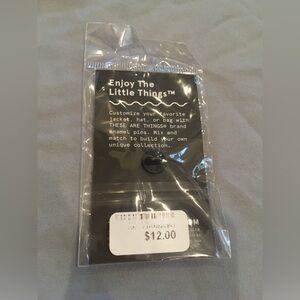 Enjoy The
Little Things™
Customize your favorite
jacket, hat, or bag with
THESE ARE THINGS® brand
enamel pins. Mix and
match to build your own
unique collection.
OM
$12.00